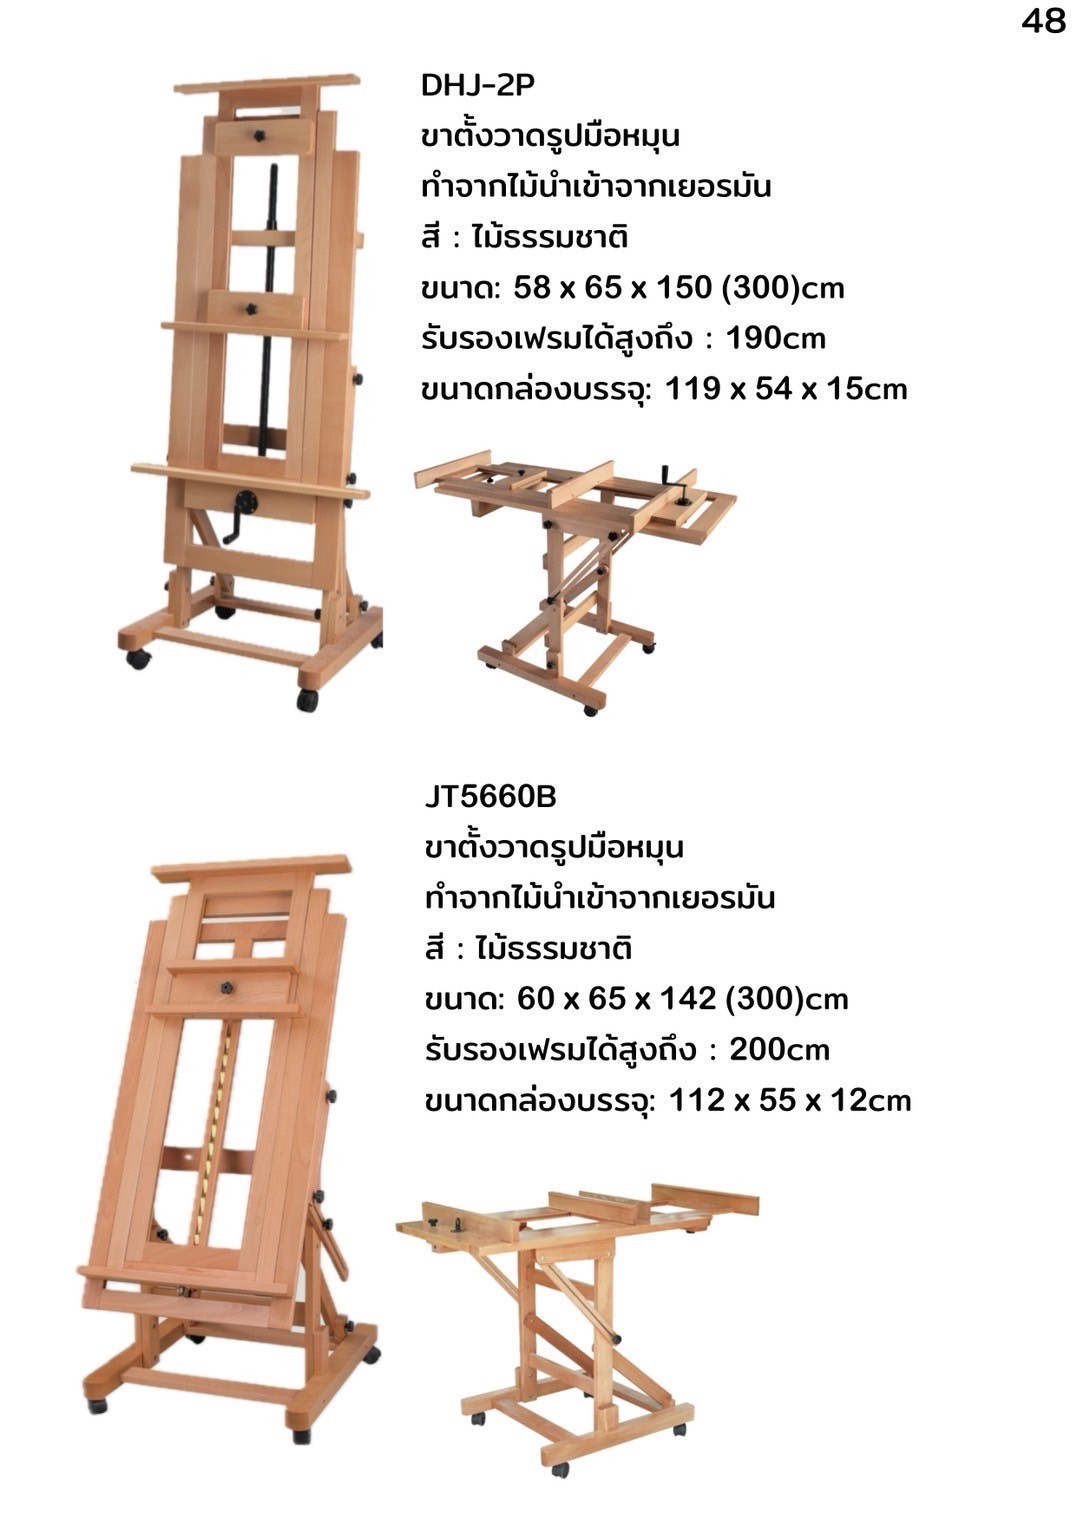 48
DHJ-2P
ขาตั้งวาดรูปมือหมุน
ทำจากไม้นำเข้าจากเยอรมัน
สี : ไม้ธรรมชาติ
ขนาด: 58 x 65 x 150 (300)cm
รับรองเฟรมได้สูงถึง : 190cm
ขนาดกล่องบรรจุ: 119 x 54 x 15cm
JT5660B
ขาตั้งวาดรูปมือหมุน
ทำจากไม้นำเข้าจากเยอรมัน
สี : ไม้ธรรมชาติ
ขนาด: 60 x 65 x 142 (300)cm
รับรองเฟรมได้สูงถึง : 200cm
ขนาดกล่องบรรจุ: 112 x 55 x 12cm